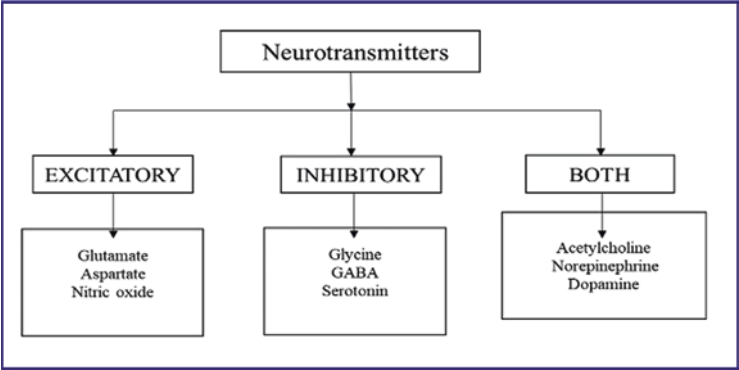 Neurotransmitters
EXCITATORY
INHIBITORY
BOTH
Glutamate
Aspartate
Nitric oxide
Glycine
GABA
Serotonin
Acetylcholine
Norepinephrine
Dopamine